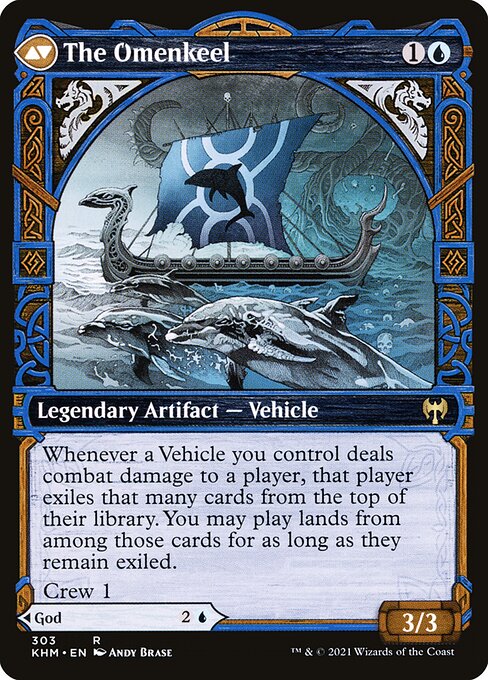 The Omenkeel 1
Legendary Artifact — Vehicle
Whenever a Vehicle you control deals
combat damage to a player, that player
exiles that many cards from the top of
their library. You may play lands from
among those cards for as long as they
remain exiled.
Crew 1
God 2
3/3
303 R
KHM • EN ANDY BRASE
™ & © 2021 Wizards of the Coast